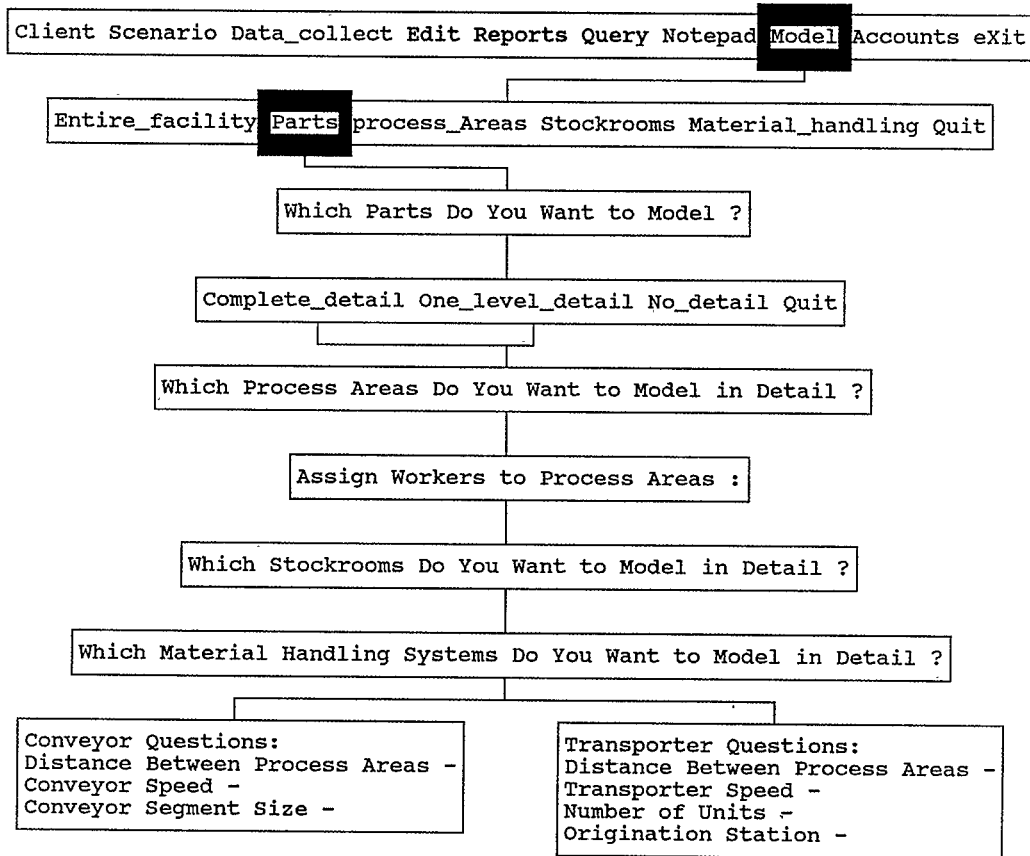 Client Scenario Data_collect Edit Reports Query Notepad Model Accounts eXit
Entire_facility Parts process_Areas Stockrooms Material_handling Quit
Which Parts Do You Want to Model ?
Complete_detail One_level_detail No_detail Quit
Which Process Areas Do You Want to Model in Detail ?
Assign Workers to Process Areas :
Which Stockrooms Do You Want to Model in Detail ?
Which Material Handling Systems Do You Want to Model in Detail ?
Conveyor Questions:
Distance Between Process Areas -
Conveyor Speed -
Conveyor Segment Size -
Transporter Questions:
Distance Between Process Areas -
Transporter Speed -
Number of Units -
Origination Station -